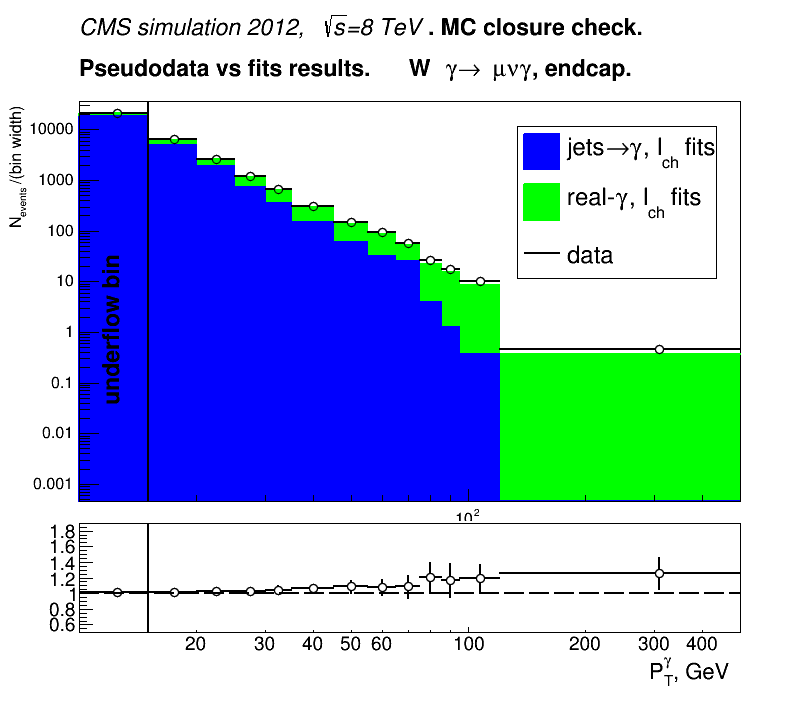 CMS simulation 2012, √s=8 TeV . MC closure check.
Pseudodata vs fits results. W γ→ μνγ, endcap.
N_events /(bin width)
10000
1000
100
10
1
0.1
0.01
0.001
underflow bin
jets→γ, I_ch fits
real-γ, I_ch fits
data
10²
1.8
1.6
1.4
1.2
1
0.8
0.6
20 30 40 50 60 100 200 300 400
P_T^γ, GeV